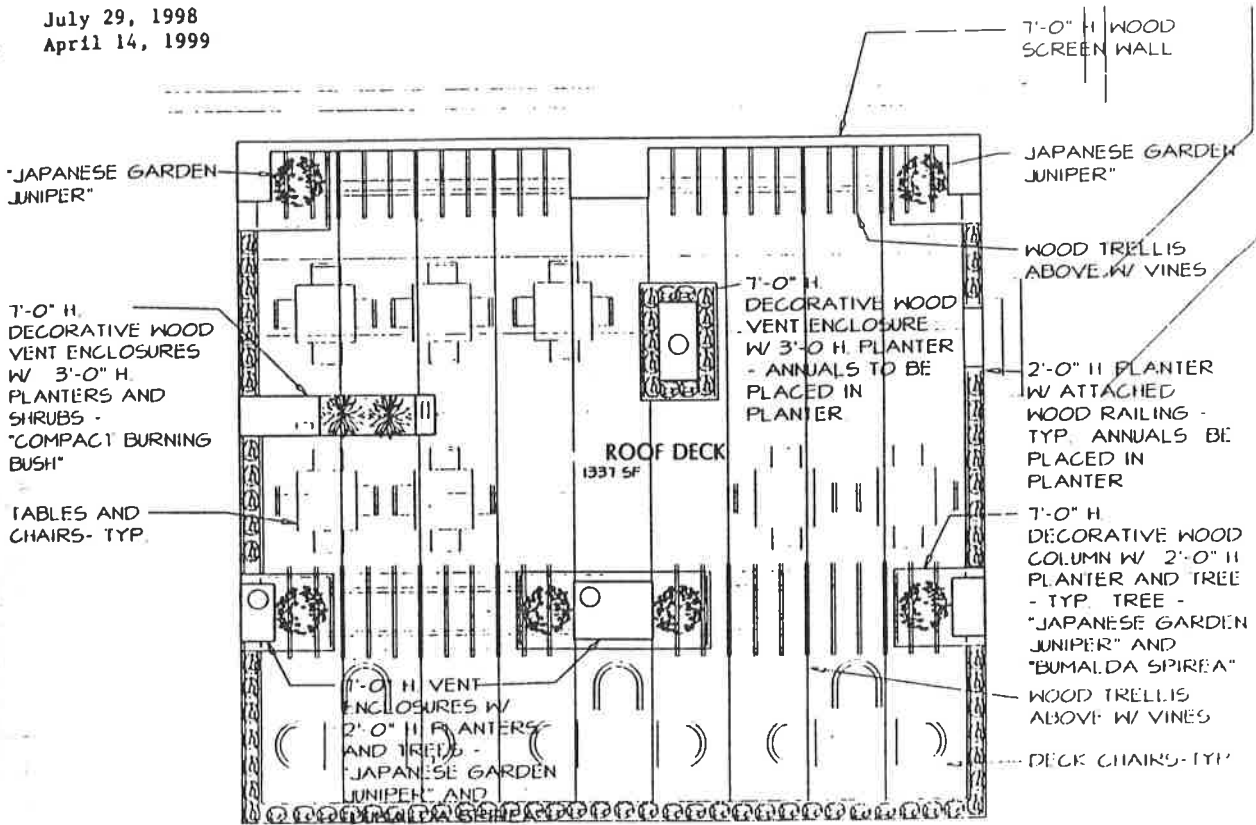 July 29, 1998
April 14, 1999
7'-0" H WOOD
SCREEN WALL
"JAPANESE GARDEN
JUNIPER"
JAPANESE GARDEN
JUNIPER"
WOOD TRELLIS
ABOVE W/ VINES
7'-0" H.
DECORATIVE WOOD
VENT ENCLOSURES
W/ 3'-0" H.
PLANTERS AND
SHRUBS -
"COMPACT BURNING
BUSH"
7'-0" H.
DECORATIVE WOOD
VENT ENCLOSURE
W/ 3'-0 H. PLANTER
- ANNUALS TO BE
PLACED IN
PLANTER
2'-0" H PLANTER
W/ ATTACHED
WOOD RAILING -
TYP. ANNUALS BE
PLACED IN
PLANTER
ROOF DECK
1337 SF
TABLES AND
CHAIRS- TYP.
7'-0" H.
DECORATIVE WOOD
COLUMN W/ 2'-0" H
PLANTER AND TREE
- TYP. TREE -
"JAPANESE GARDEN
JUNIPER" AND
"BUMALDA SPIREA"
7'-0" H. VENT
ENCLOSURES W/
2'-0" H PLANTERS
AND TREES -
"JAPANESE GARDEN
JUNIPER" AND
WOOD TRELLIS
ABOVE W/ VINES
DECK CHAIRS-TYP